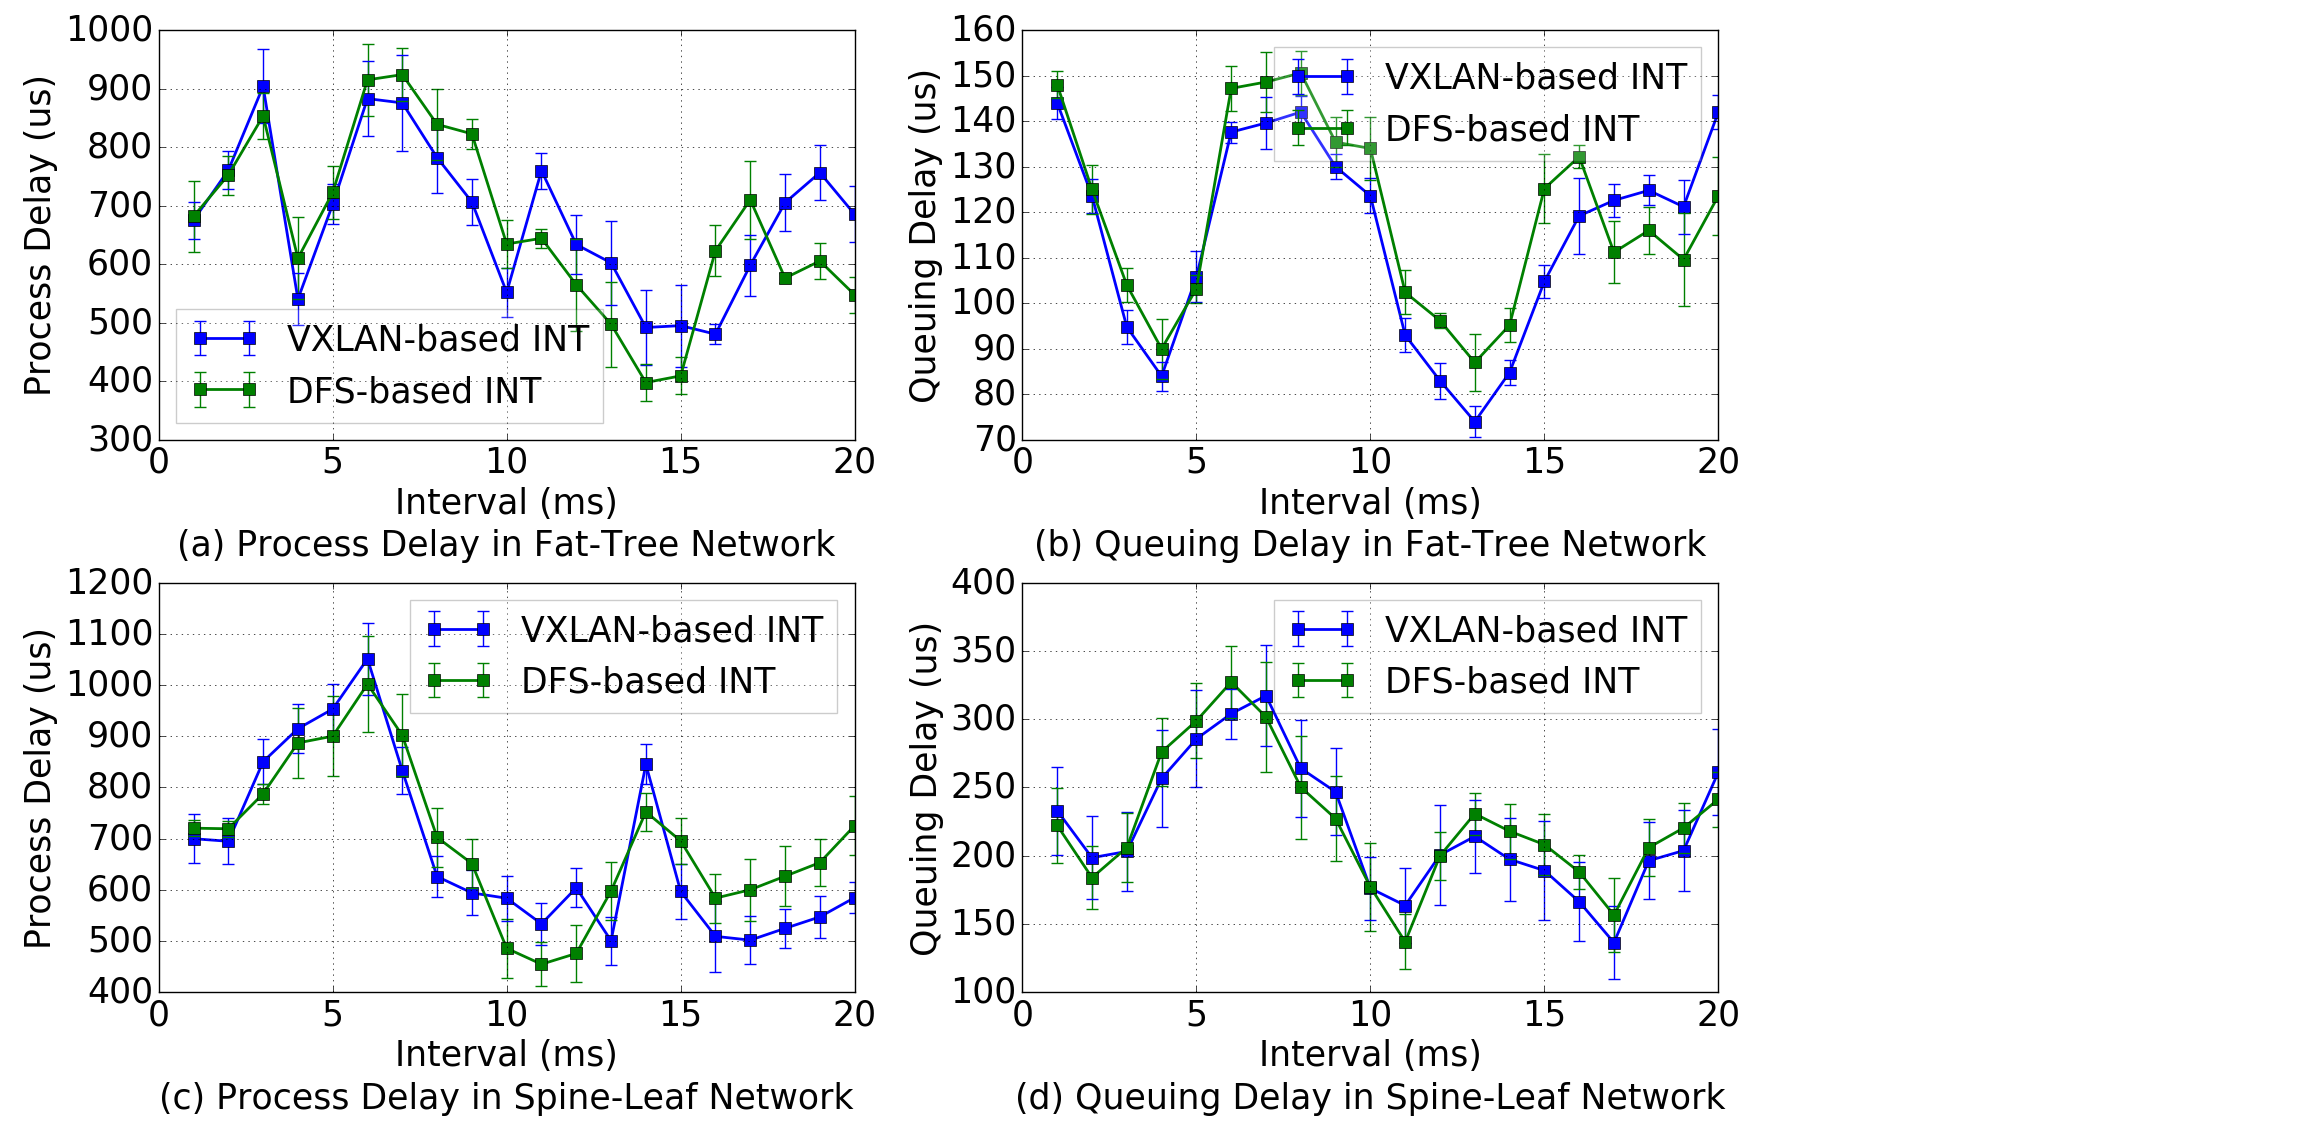 1000
900
800
700
600
500
400
300
Process Delay (us)
VXLAN-based INT
DFS-based INT
0 5 10 15 20
Interval (ms)
(a) Process Delay in Fat-Tree Network
160
150
140
130
120
110
100
90
80
70
Queuing Delay (us)
VXLAN-based INT
DFS-based INT
0 5 10 15 20
Interval (ms)
(b) Queuing Delay in Fat-Tree Network
1200
1100
1000
900
800
700
600
500
400
Process Delay (us)
VXLAN-based INT
DFS-based INT
0 5 10 15 20
Interval (ms)
(c) Process Delay in Spine-Leaf Network
400
350
300
250
200
150
100
Queuing Delay (us)
VXLAN-based INT
DFS-based INT
0 5 10 15 20
Interval (ms)
(d) Queuing Delay in Spine-Leaf Network